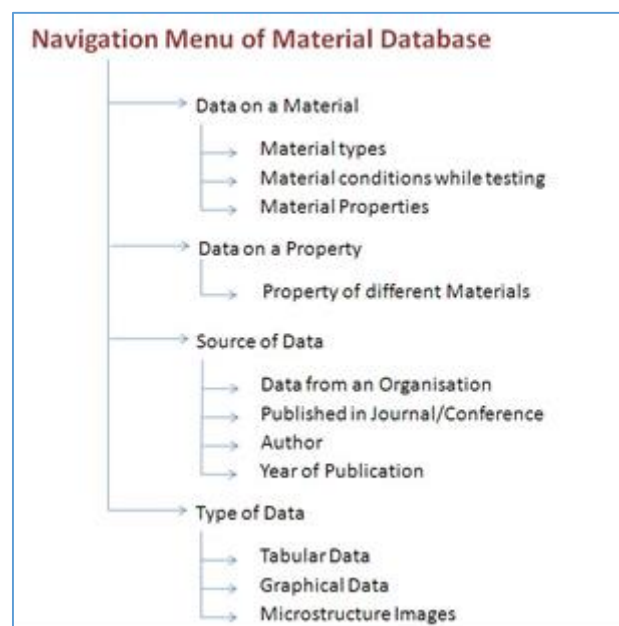 Navigation Menu of Material Database
Data on a Material
Material types
Material conditions while testing
Material Properties
Data on a Property
Property of different Materials
Source of Data
Data from an Organisation
Published in Journal/Conference
Author
Year of Publication
Type of Data
Tabular Data
Graphical Data
Microstructure Images